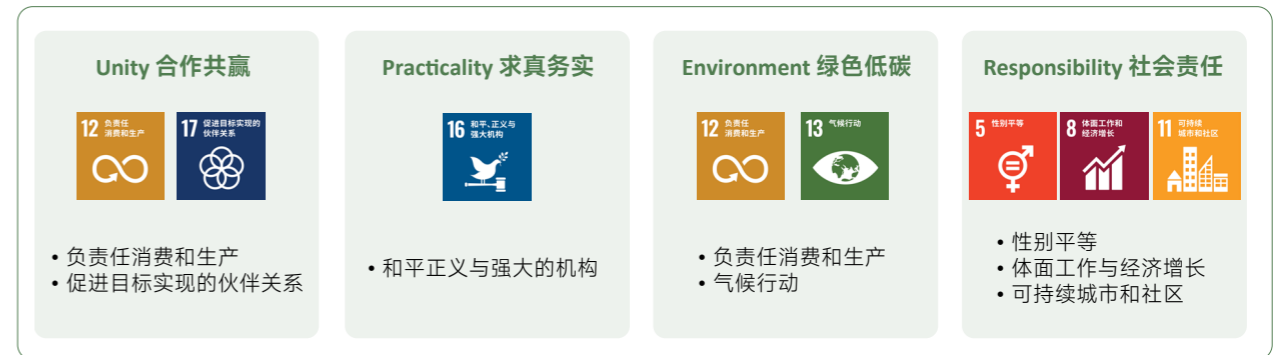 Unity 合作共赢
12 负责任
消费和生产
17 促进目标实现的
伙伴关系
• 负责任消费和生产
• 促进目标实现的伙伴关系
Practicality 求真务实
16 和平、正义与
强大机构
• 和平正义与强大的机构
Environment 绿色低碳
12 负责任
消费和生产
13 气候行动
• 负责任消费和生产
• 气候行动
Responsibility 社会责任
5 性别平等
8 体面工作和
经济增长
11 可持续
城市和社区
• 性别平等
• 体面工作与经济增长
• 可持续城市和社区